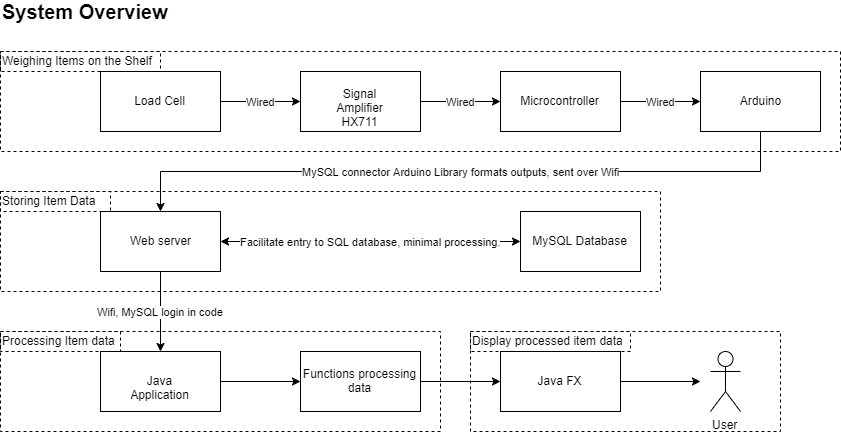 System Overview
Weighing Items on the Shelf
Load Cell
Wired
Signal
Amplifier
HX711
Wired
Microcontroller
Wired
Arduino
MySQL connector Arduino Library formats outputs, sent over Wifi
Storing Item Data
Web server
Facilitate entry to SQL database, minimal processing.
MySQL Database
Wifi, MySQL login in code
Processing Item data
Java
Application
Functions processing
data
Display processed item data
Java FX
User